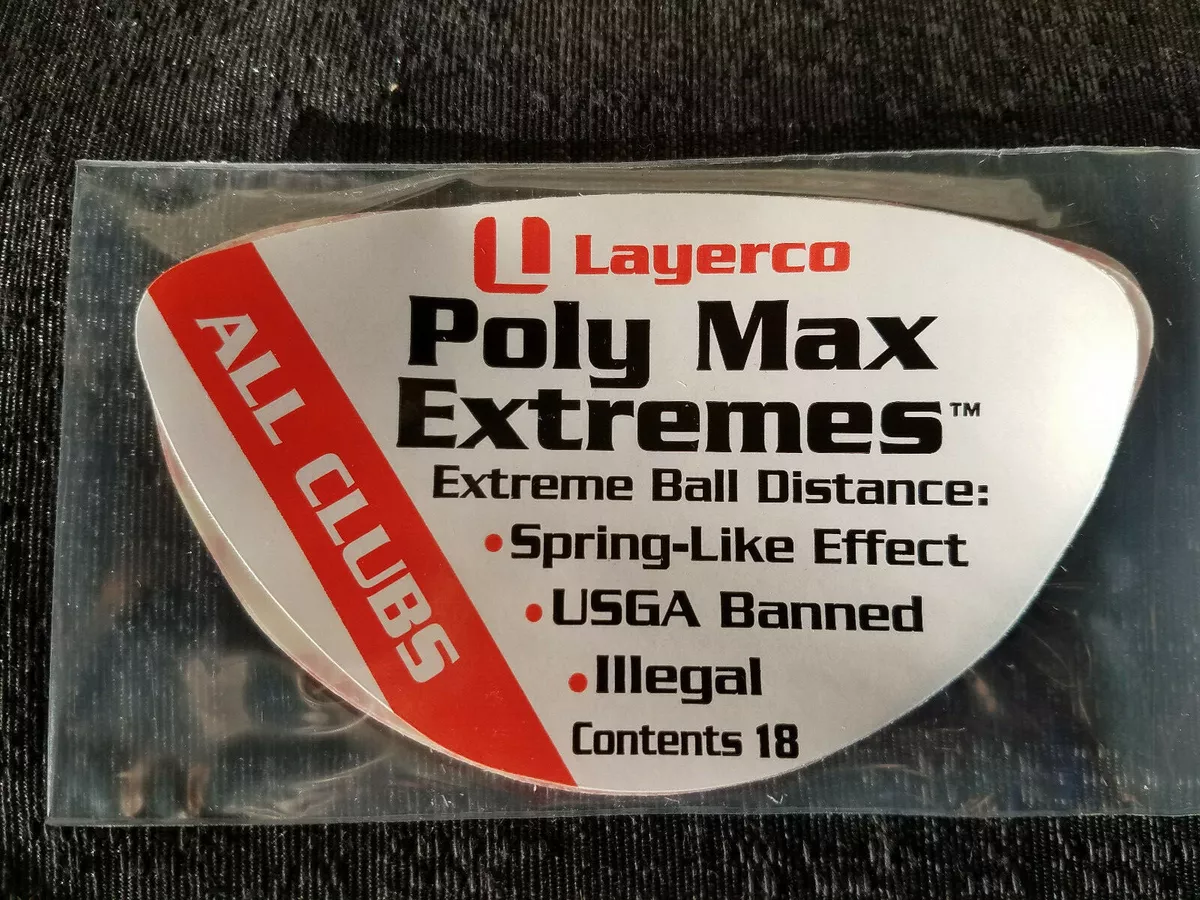 Layerco
Poly Max
Extremes™
Extreme Ball Distance:
•Spring-Like Effect
•USGA Banned
•Illegal
Contents 18
ALL CLUBS